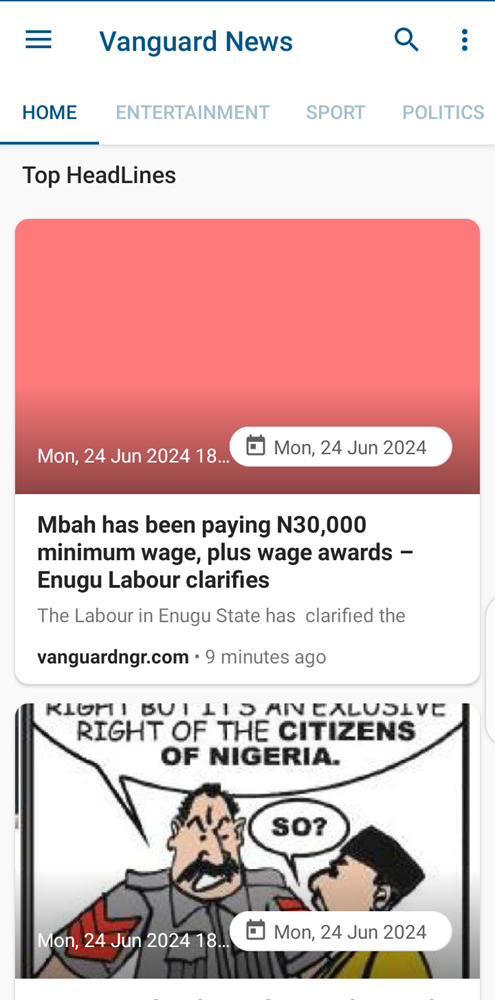 Vanguard News
HOME ENTERTAINMENT SPORT POLITICS
Top HeadLines
Mon, 24 Jun 2024 18...
Mon, 24 Jun 2024
Mbah has been paying N30,000
minimum wage, plus wage awards –
Enugu Labour clarifies
The Labour in Enugu State has clarified the
vanguardngr.com • 9 minutes ago
RIGHT BUT IT'S AN EXLUSIVE
RIGHT OF THE CITIZENS
OF NIGERIA.
SO?
Mon, 24 Jun 2024 18...
Mon, 24 Jun 2024